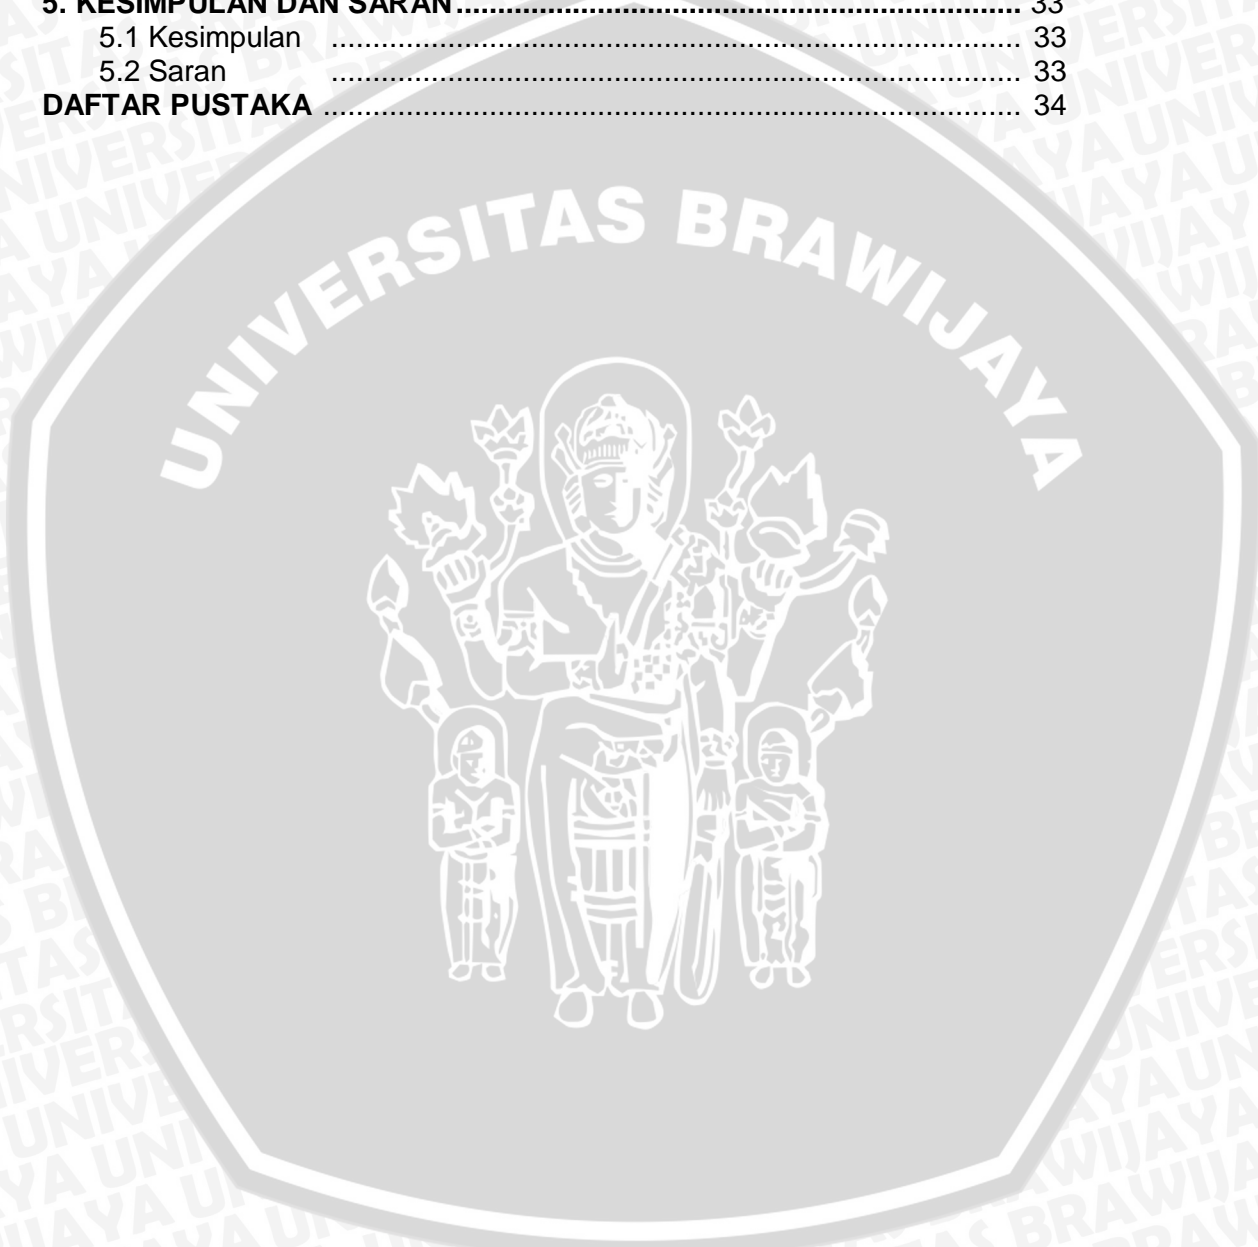 5. KESIMPULAN DAN SARAN..................................................................... 33
5.1 Kesimpulan .................................................................................... 33
5.2 Saran .................................................................................... 33
DAFTAR PUSTAKA ..................................................................................... 34
UNIVERSITAS BRAWIJAYA